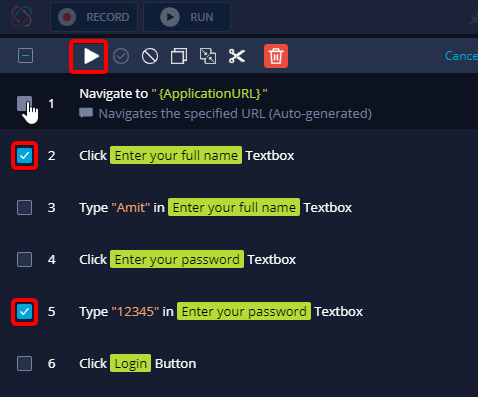 RECORD RUN
Cance
1 Navigate to "{ApplicationURL}"
Navigates the specified URL (Auto-generated)
2 Click Enter your full name Textbox
3 Type "Amit" in Enter your full name Textbox
4 Click Enter your password Textbox
5 Type "12345" in Enter your password Textbox
6 Click Login Button